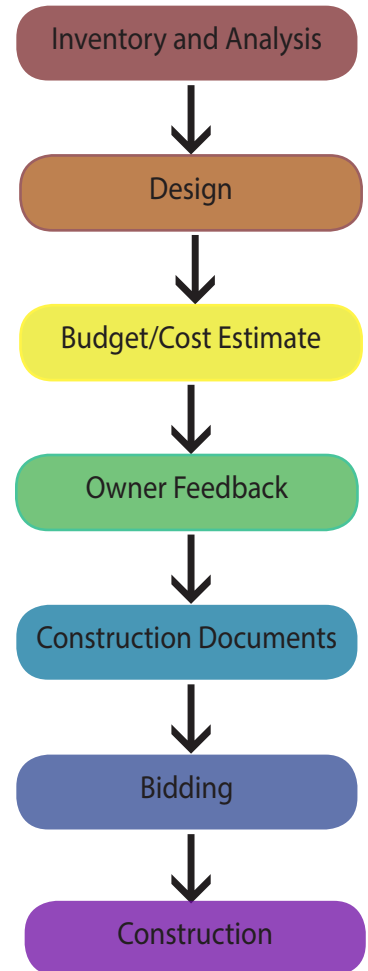 Inventory and Analysis
Design
Budget/Cost Estimate
Owner Feedback
Construction Documents
Bidding
Construction